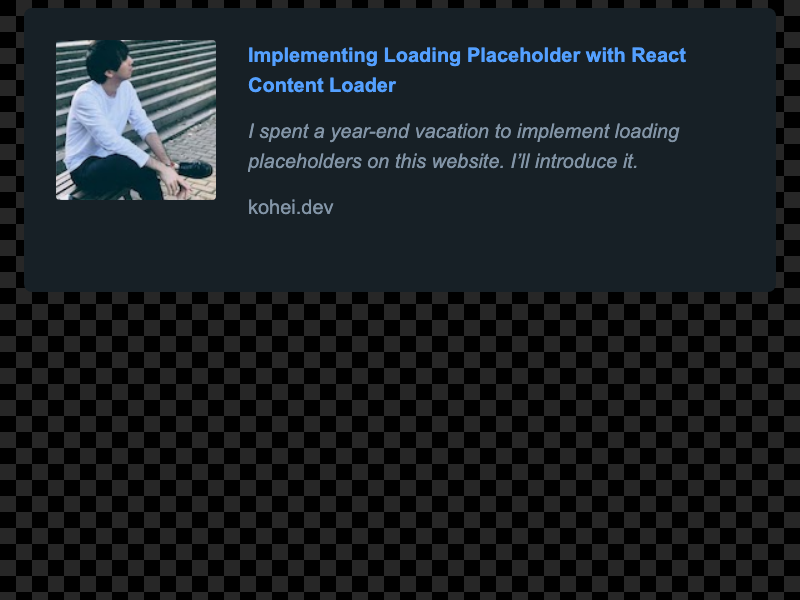 Implementing Loading Placeholder with React
Content Loader
I spent a year-end vacation to implement loading
placeholders on this website. I’ll introduce it.
kohei.dev